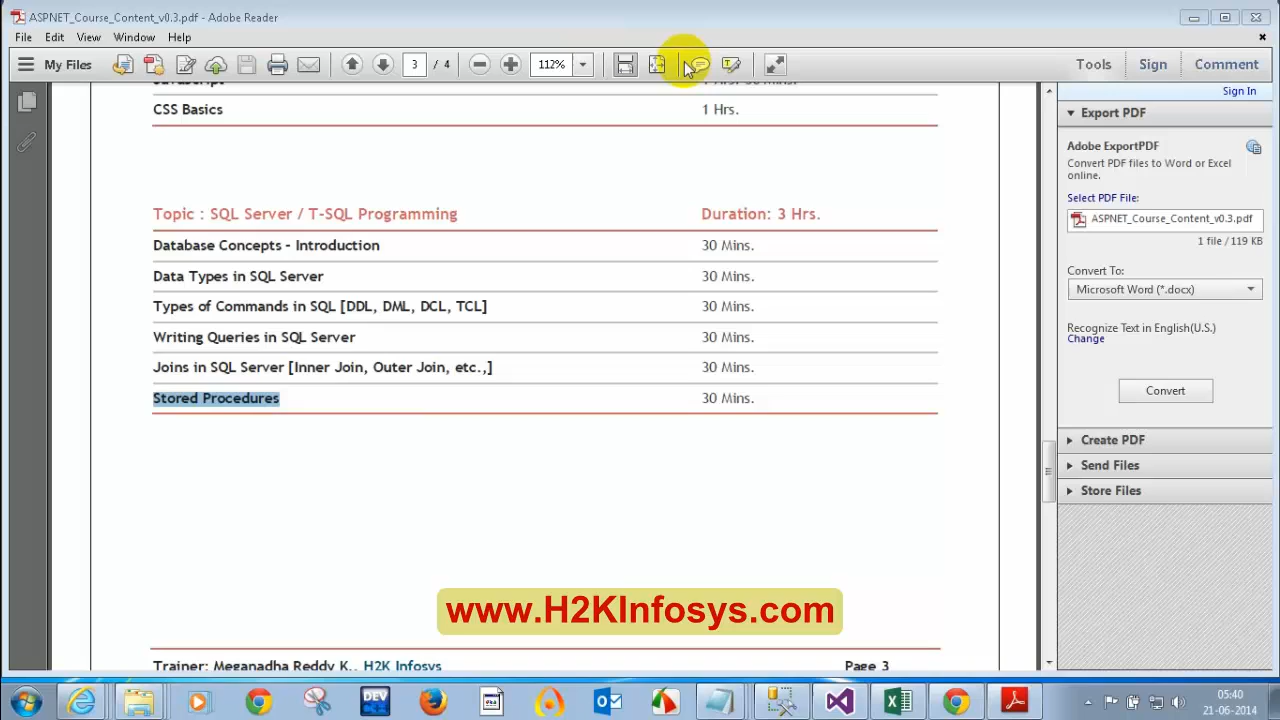 ASPNET_Course_Content_v0.3.pdf - Adobe Reader
File Edit View Window Help
My Files 3 / 4 112% Tools Sign Comment
CSS Basics 1 Hrs.
Topic : SQL Server / T-SQL Programming Duration: 3 Hrs.
Database Concepts - Introduction 30 Mins.
Data Types in SQL Server 30 Mins.
Types of Commands in SQL [DDL, DML, DCL, TCL] 30 Mins.
Writing Queries in SQL Server 30 Mins.
Joins in SQL Server [Inner Join, Outer Join, etc.,] 30 Mins.
Stored Procedures 30 Mins.
www.H2KInfosys.com
Trainer: Meganadha Reddy K., H2K Infosys Page 3
Sign In
Export PDF
Adobe ExportPDF
Convert PDF files to Word or Excel
online.
Select PDF File:
ASPNET_Course_Content_v0.3.pdf
1 file / 119 KB
Convert To:
Microsoft Word (*.docx)
Recognize Text in English(U.S.)
Change
Convert
Create PDF
Send Files
Store Files
DEV
05:40
21-06-2014